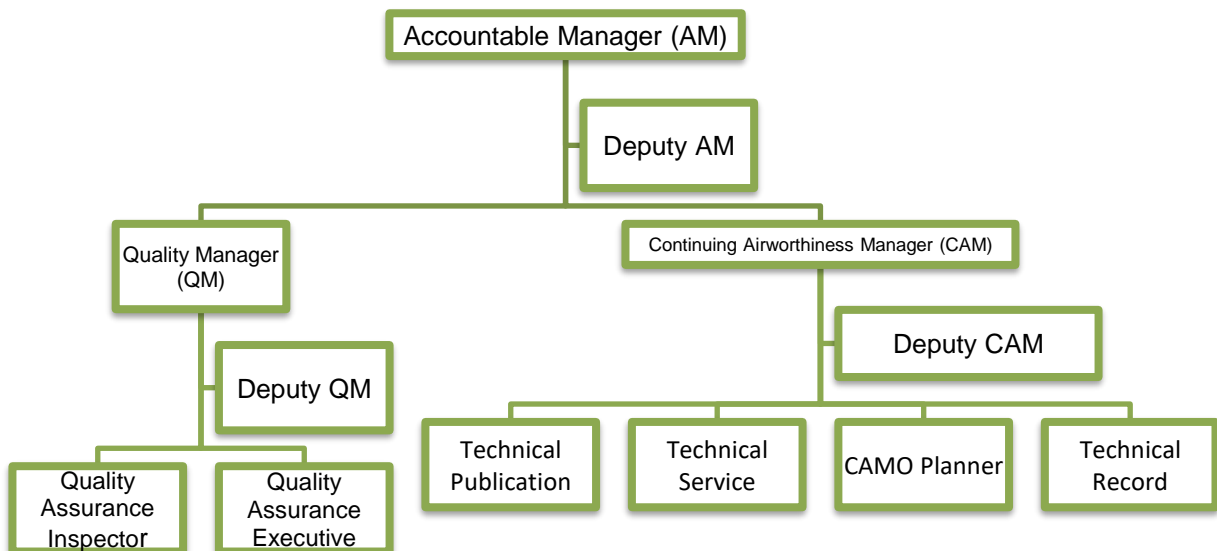 Accountable Manager (AM)
Deputy AM
Quality Manager
(QM)
Continuing Airworthiness Manager (CAM)
Deputy QM
Deputy CAM
Quality
Assurance
Inspector
Quality
Assurance
Executive
Technical
Publication
Technical
Service
CAMO Planner
Technical
Record